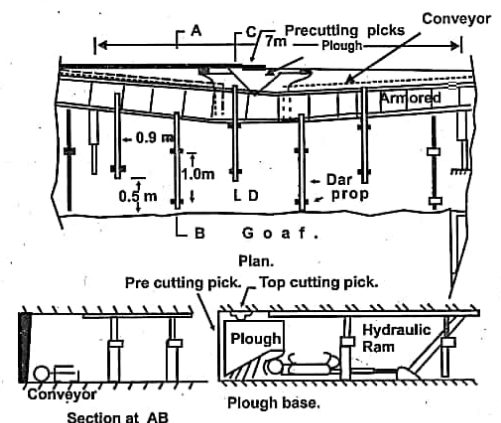 A
C
7m
Precutting picks
Plough
Conveyor
Armored
0.9 m
1.0m
0.5 m
L D
Dar
prop
B
G o a f .
Plan.
Pre cutting pick.
Top cutting pick.
Plough
Hydraulic
Ram
Conveyor
Section at AB
Plough base.